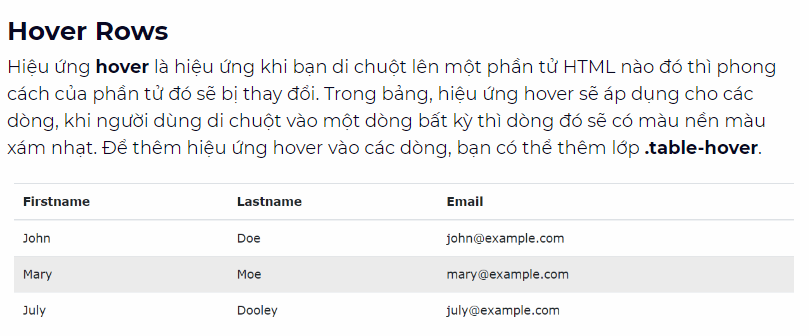 Hover Rows
Hiệu ứng hover là hiệu ứng khi bạn di chuột lên một phần tử HTML nào đó thì phong
cách của phần tử đó sẽ bị thay đổi. Trong bảng, hiệu ứng hover sẽ áp dụng cho các
dòng, khi người dùng di chuột vào một dòng bất kỳ thì dòng đó sẽ có màu nền màu
xám nhạt. Để thêm hiệu ứng hover vào các dòng, bạn có thể thêm lớp .table-hover.
Firstname Lastname Email
John Doe john@example.com
Mary Moe mary@example.com
July Dooley july@example.com